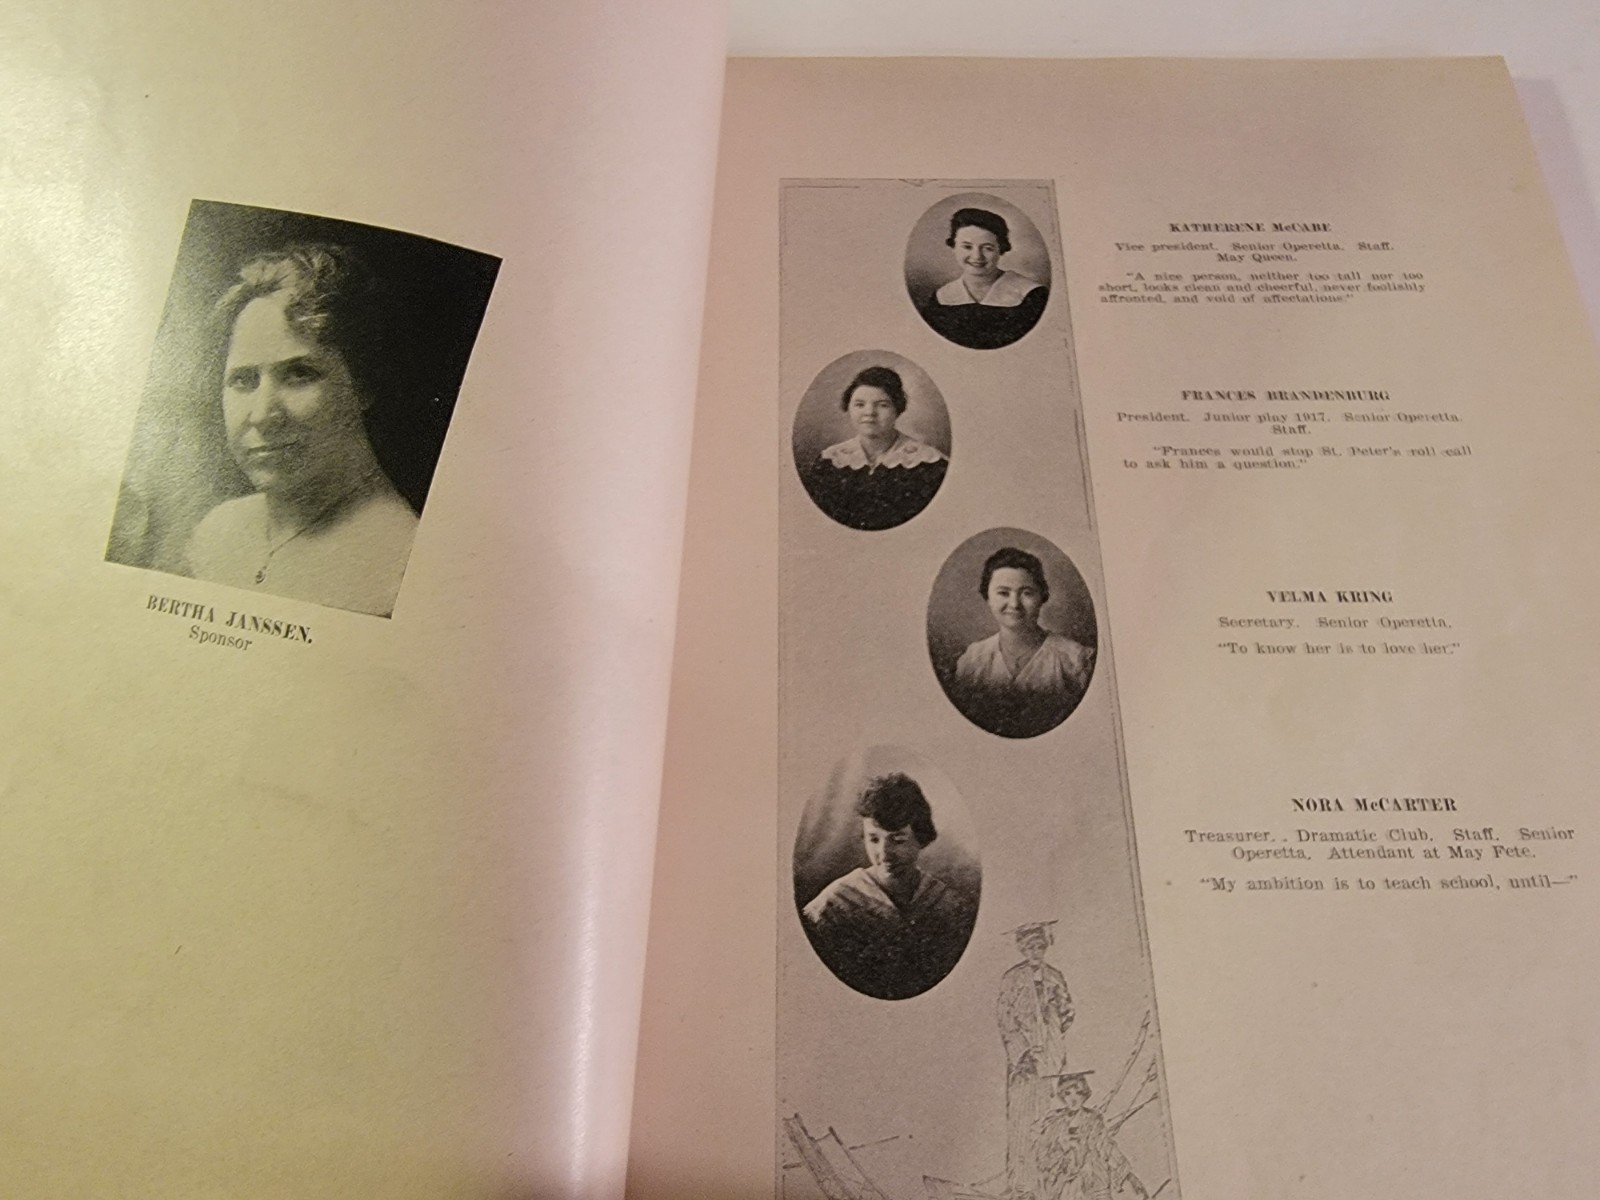 BERTHA JANSSEN.
Sponsor
KATHERENE McCABE
Vice president. Senior Operetta. Staff.
May Queen.
"A nice person, neither too tall nor too
short, looks clean and cheerful, never foolishly
affronted, and void of affectations"
FRANCES BRANDENBURG
President. Junior play 1917. Senior Operetta.
Staff.
"Frances would stop St. Peter's roll call
to ask him a question."
VELMA KRING
Secretary. Senior Operetta.
"To know her is to love her."
NORA McCARTER
Treasurer. . Dramatic Club. Staff. Senior
Operetta, Attendant at May Fete.
"My ambition is to teach school, until—"